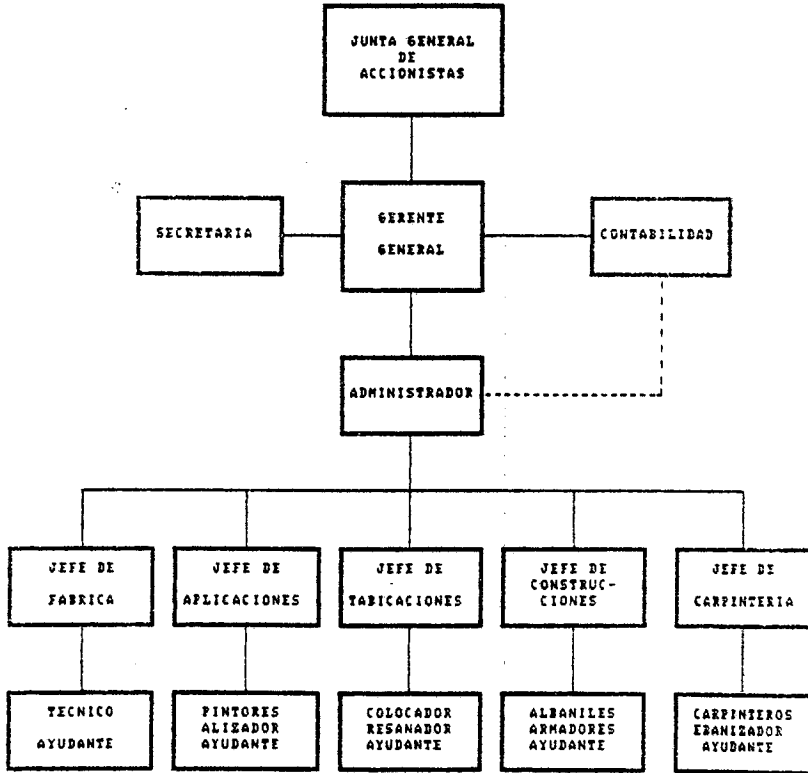 JUNTA GENERAL
DE
ACCIONISTAS
SECRETARIA
GERENTE
GENERAL
CONTABILIDAD
ADMINISTRADOR
JEFE DE
FABRICA
JEFE DE
APLICACIONES
JEFE DE
TABICACIONES
JEFE DE
CONSTRUC-
CIONES
JEFE DE
CARPINTERIA
TECNICO
AYUDANTE
PINTORES
ALIZADOR
AYUDANTE
COLOCADOR
RESANADOR
AYUDANTE
ALBANILES
ARMADORES
AYUDANTE
CARPINTEROS
EBANIZADOR
AYUDANTE